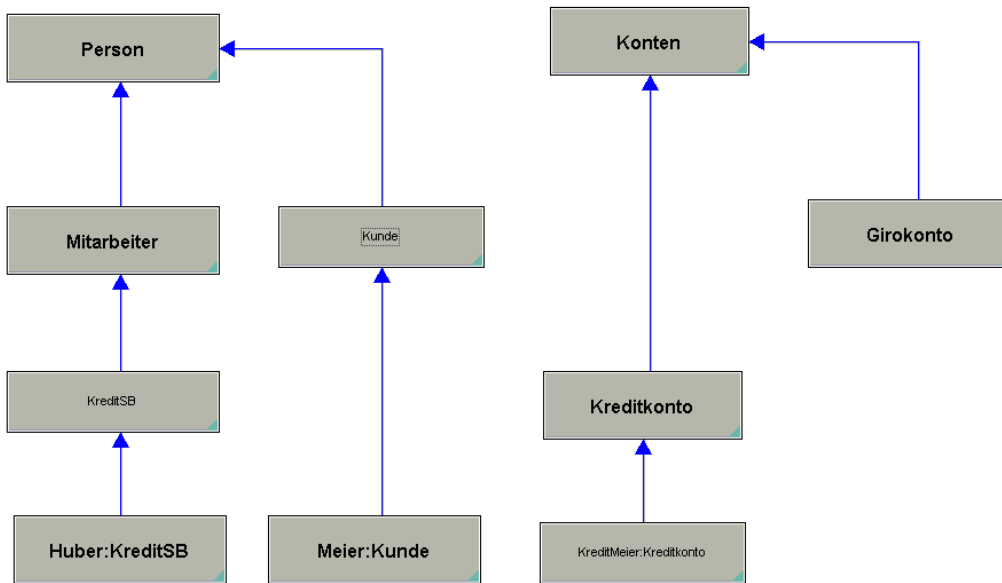 Person
Konten
Mitarbeiter
Kunde
Girokonto
KreditSB
Kreditkonto
Huber:KreditSB
Meier:Kunde
KreditMeier:Kreditkonto